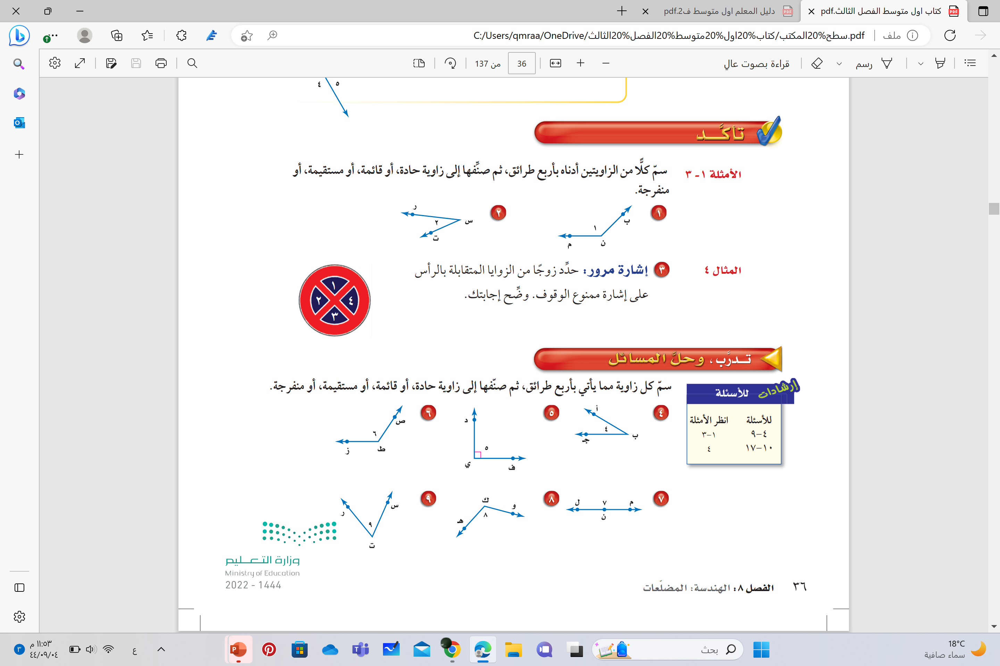 كتاب اول متوسط الفصل الثالث.pdf
دليل المعلم اول متوسط ف2.pdf
ملف
C:/Users/qmraa/OneDrive/سطح%20المكتب/كتاب%20اول%20متوسط%20الفصل%20الثالث.pdf
رسم
قراءة بصوت عالٍ
36
من 137
٤ ٥
تأكَّـــد
الأمثلة ١ - ٣
سمّ كلًّا من الزاويتين أدناه بأربع طرائق، ثم صنِّفها إلى زاوية حادة، أو قائمة، أو مستقيمة، أو
منفرجة.
١ ب ١ ن م
٢ ر س ٢ ت
المثال ٤
٣ إشارة مرور: حدِّد زوجًا من الزوايا المتقابلة بالرأس
على إشارة ممنوع الوقوف. وضِّح إجابتك.
١
٢ ٤
٣
تـــدرَّب، وحلَّ المسائل
إرشادات للأسئلة
للأسئلة انظر الأمثلة
٤–٩ ١–٣
١٠–١٧ ٤
سمّ كل زاوية مما يأتي بأربع طرائق، ثم صنّفها إلى زاوية حادة، أو قائمة، أو مستقيمة، أو منفرجة.
٤ أ ٤ ب جـ
٥ د ٥ ي ف
٦ ص ٦ ط ز
٧ م ٧ ل ن
٨ ك و ٨ هـ
٩ س ر ٩ ت
وزارة التـــعـــليم
Ministry of Education
2022 - 1444
٣٦
الفصل ٨: الهندسة: المضلّعات
18°C
سماء صافية
بحث
ع
١١:٥٣ م
٤٤/٠٩/٠٤
٣